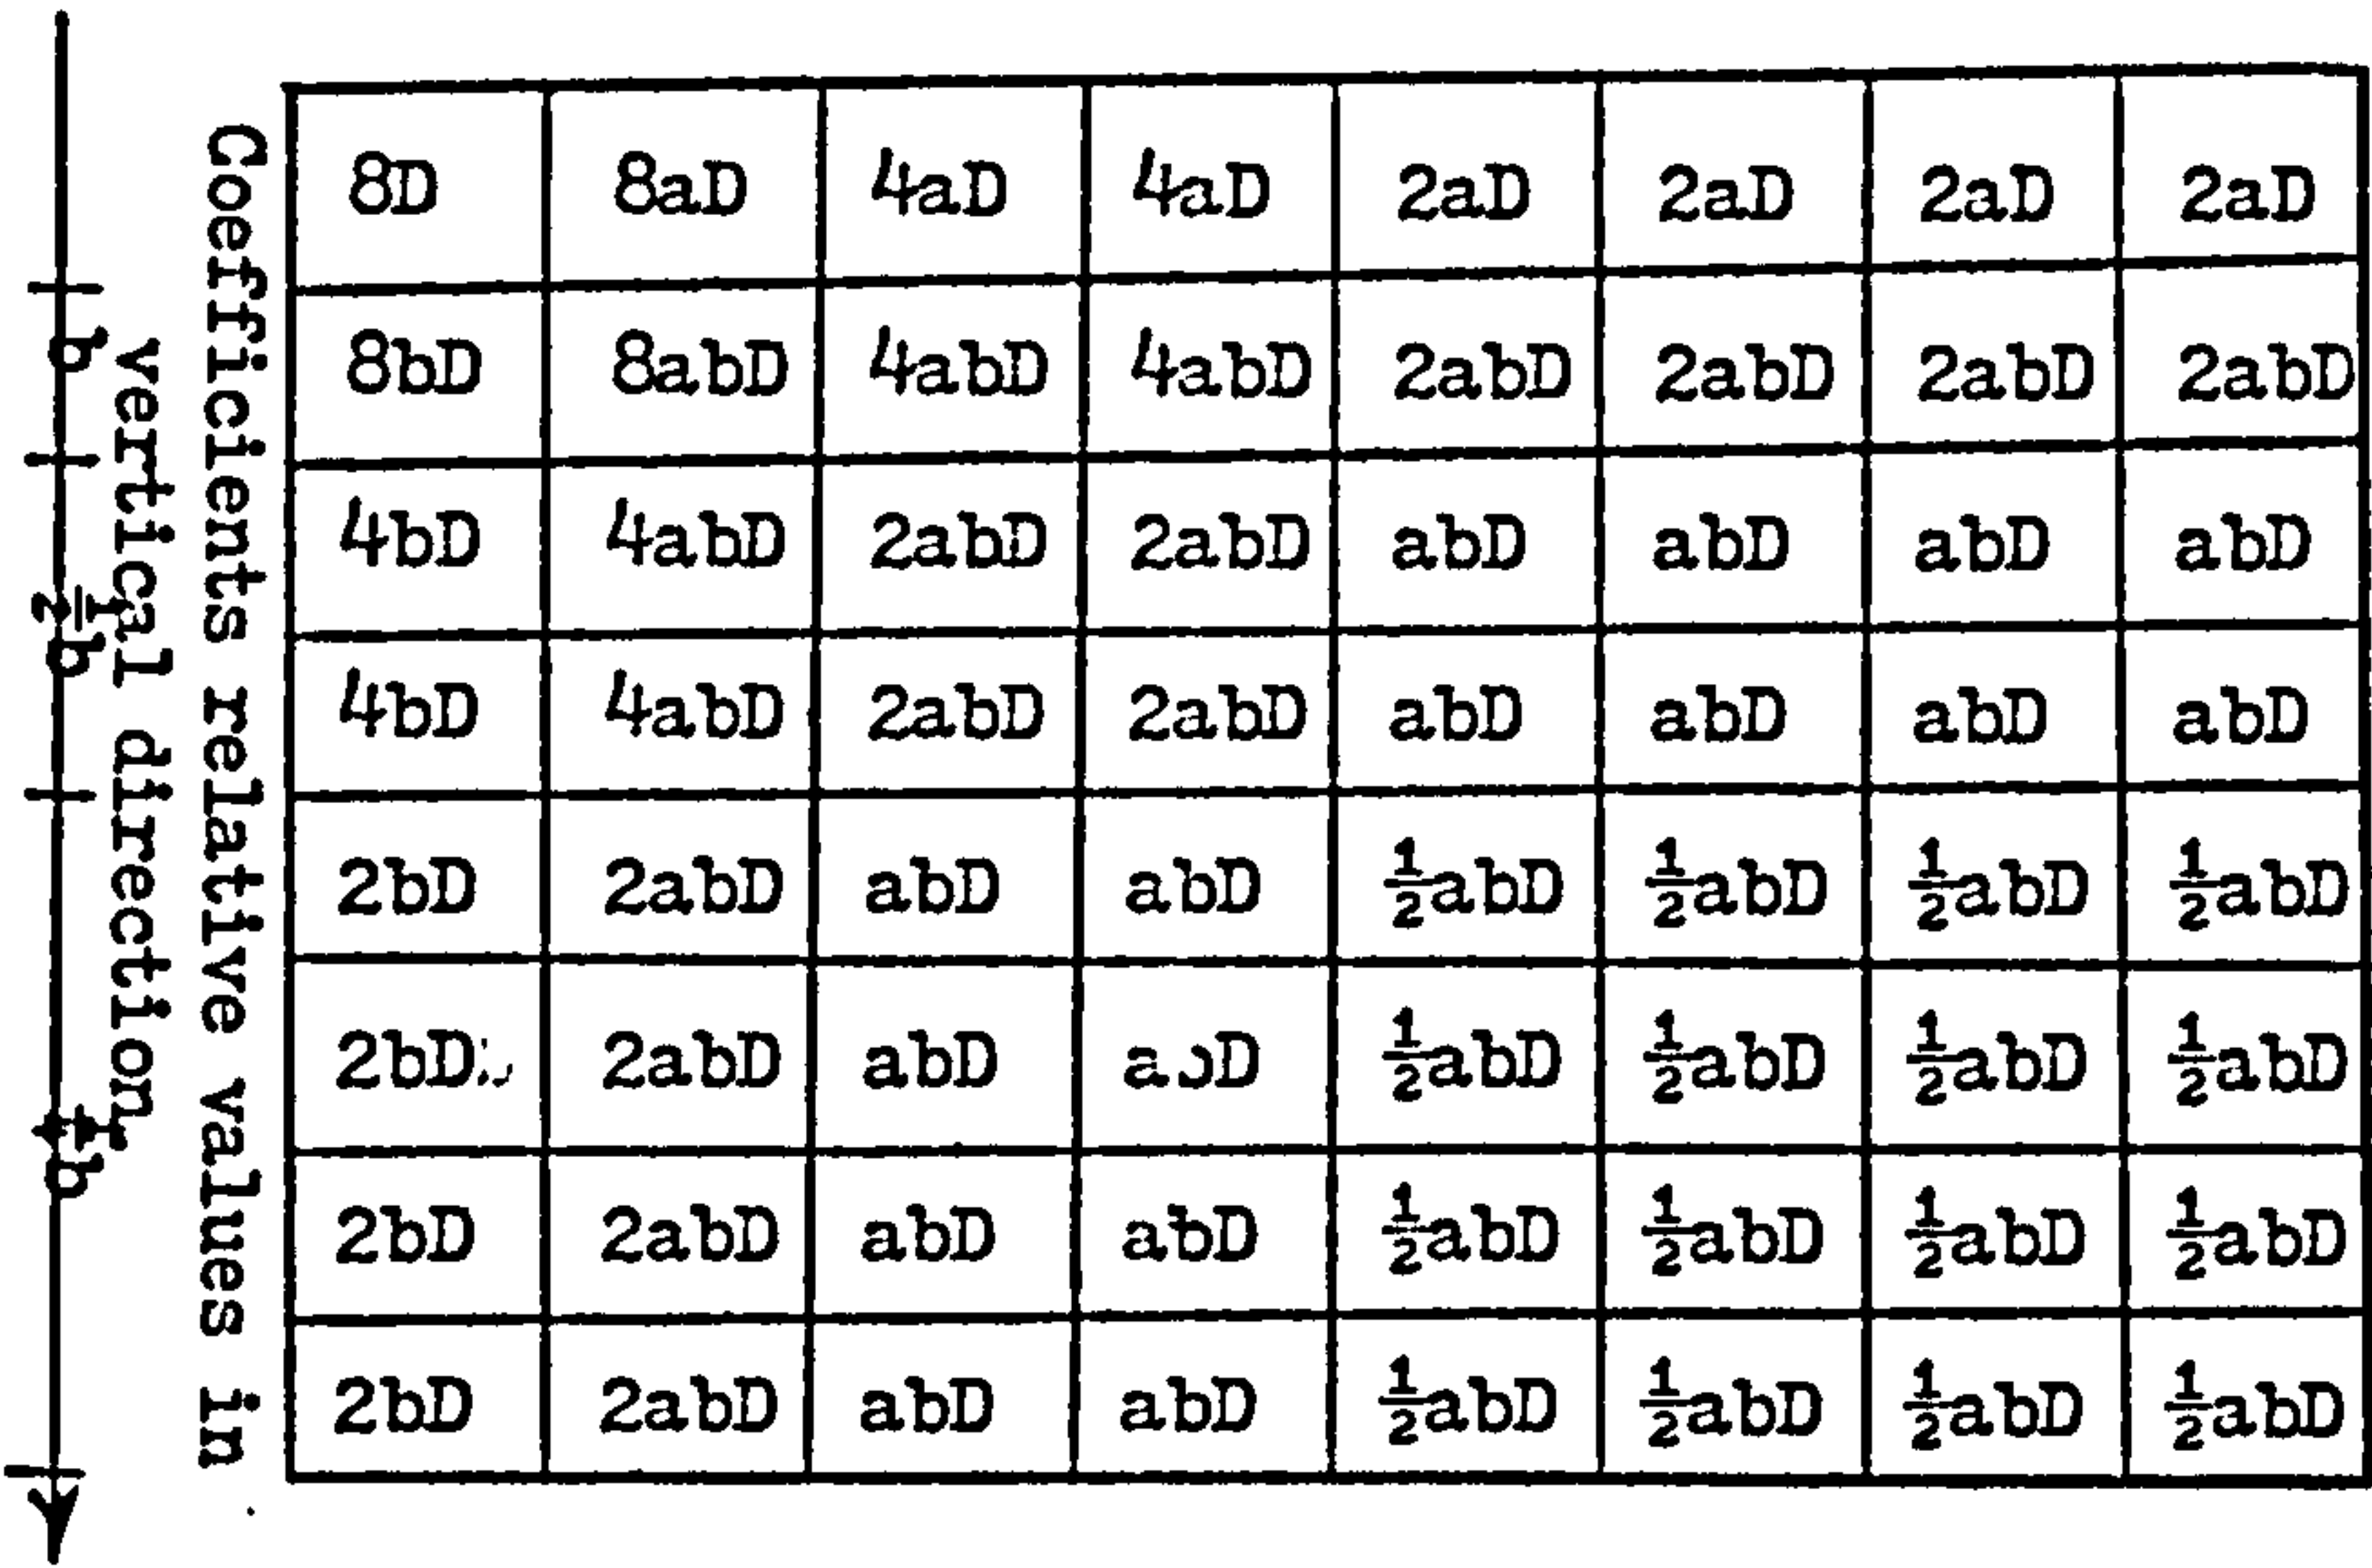 Coefficients relative values in
vertical direction
b
½b
¼b
8D 8aD 4aD 4aD 2aD 2aD 2aD 2aD
8bD 8abD 4abD 4abD 2abD 2abD 2abD 2abD
4bD 4abD 2abD 2abD abD abD abD abD
4bD 4abD 2abD 2abD abD abD abD abD
2bD 2abD abD abD ½abD ½abD ½abD ½abD
2bD 2abD abD abD ½abD ½abD ½abD ½abD
2bD 2abD abD abD ½abD ½abD ½abD ½abD
2bD 2abD abD abD ½abD ½abD ½abD ½abD